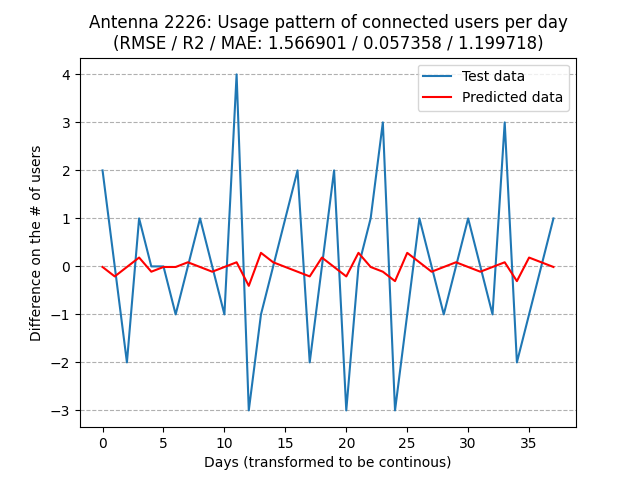 Antenna 2226: Usage pattern of connected users per day
(RMSE / R2 / MAE: 1.566901 / 0.057358 / 1.199718)
Test data
Predicted data
Difference on the # of users
4
3
2
1
0
−1
−2
−3
0 5 10 15 20 25 30 35
Days (transformed to be continous)